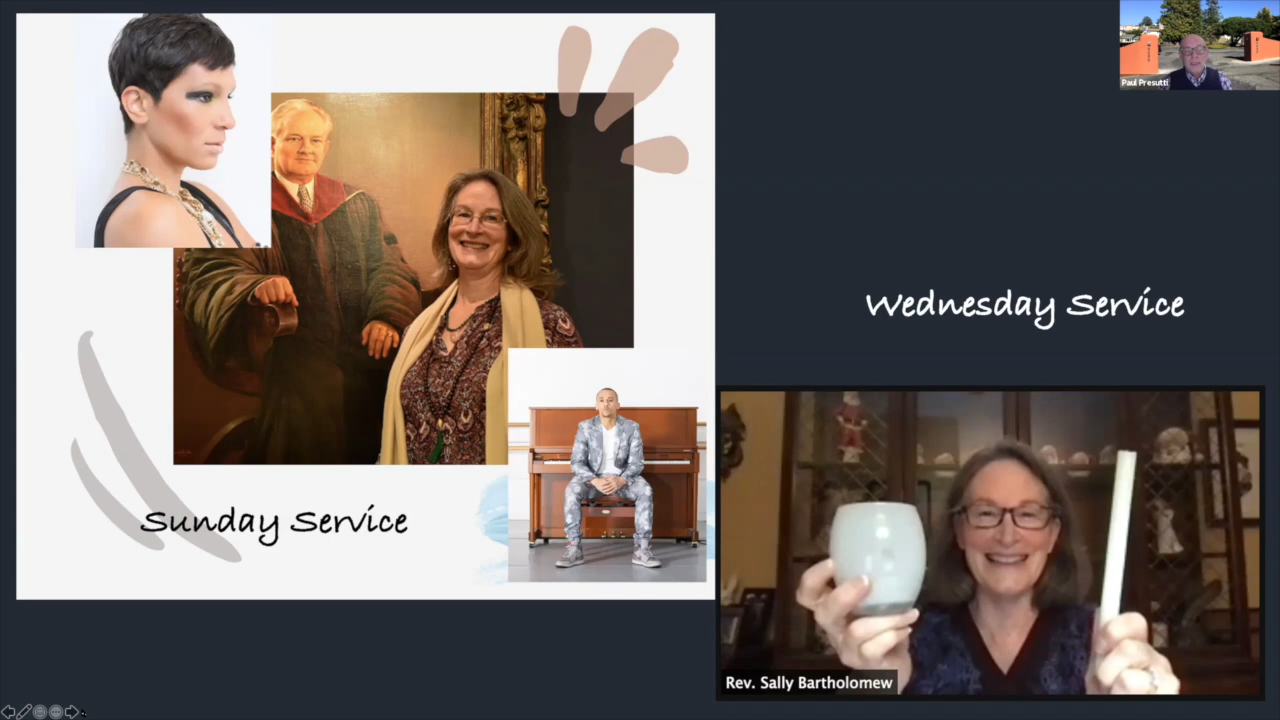 Paul Presutti
Wednesday Service
Sunday Service
Rev. Sally Bartholomew